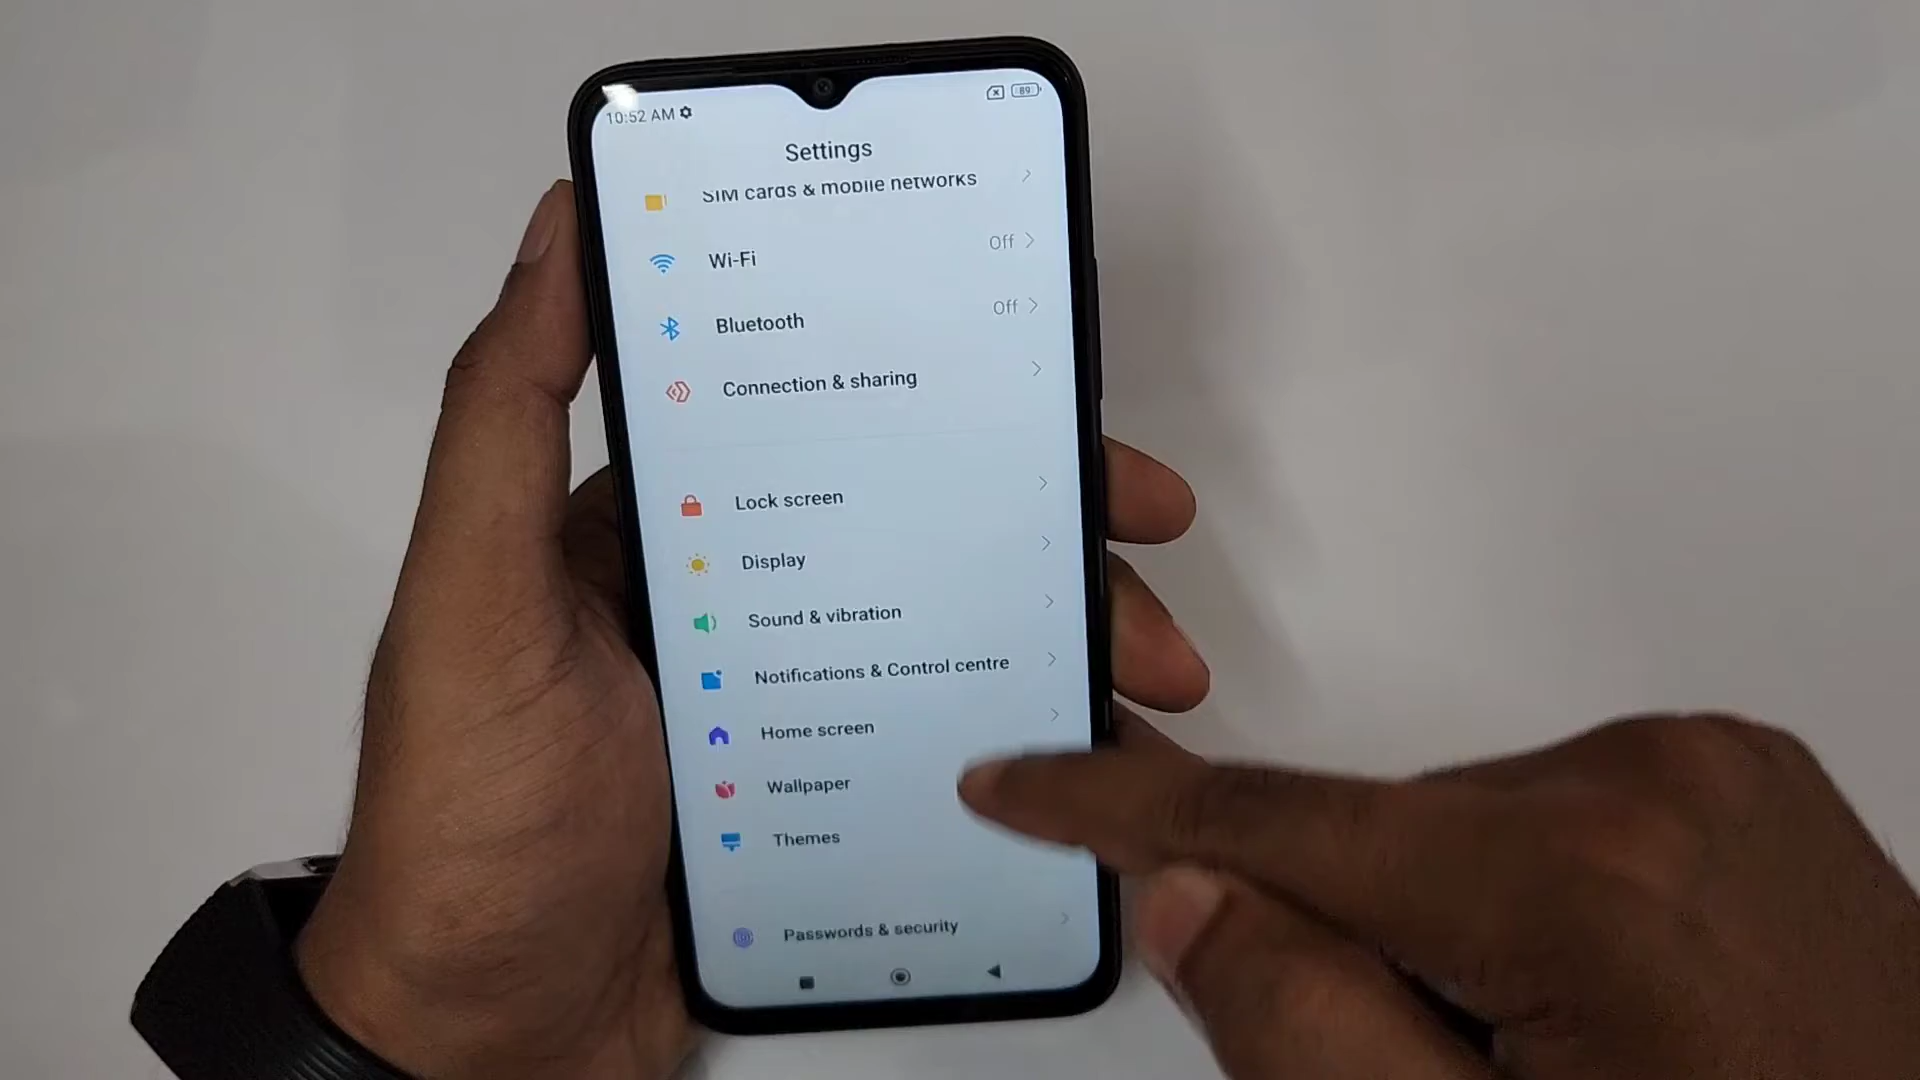 10:52 AM
89
Settings
SIM cards & mobile networks
Wi-Fi Off
Bluetooth Off
Connection & sharing
Lock screen
Display
Sound & vibration
Notifications & Control centre
Home screen
Wallpaper
Themes
Passwords & security